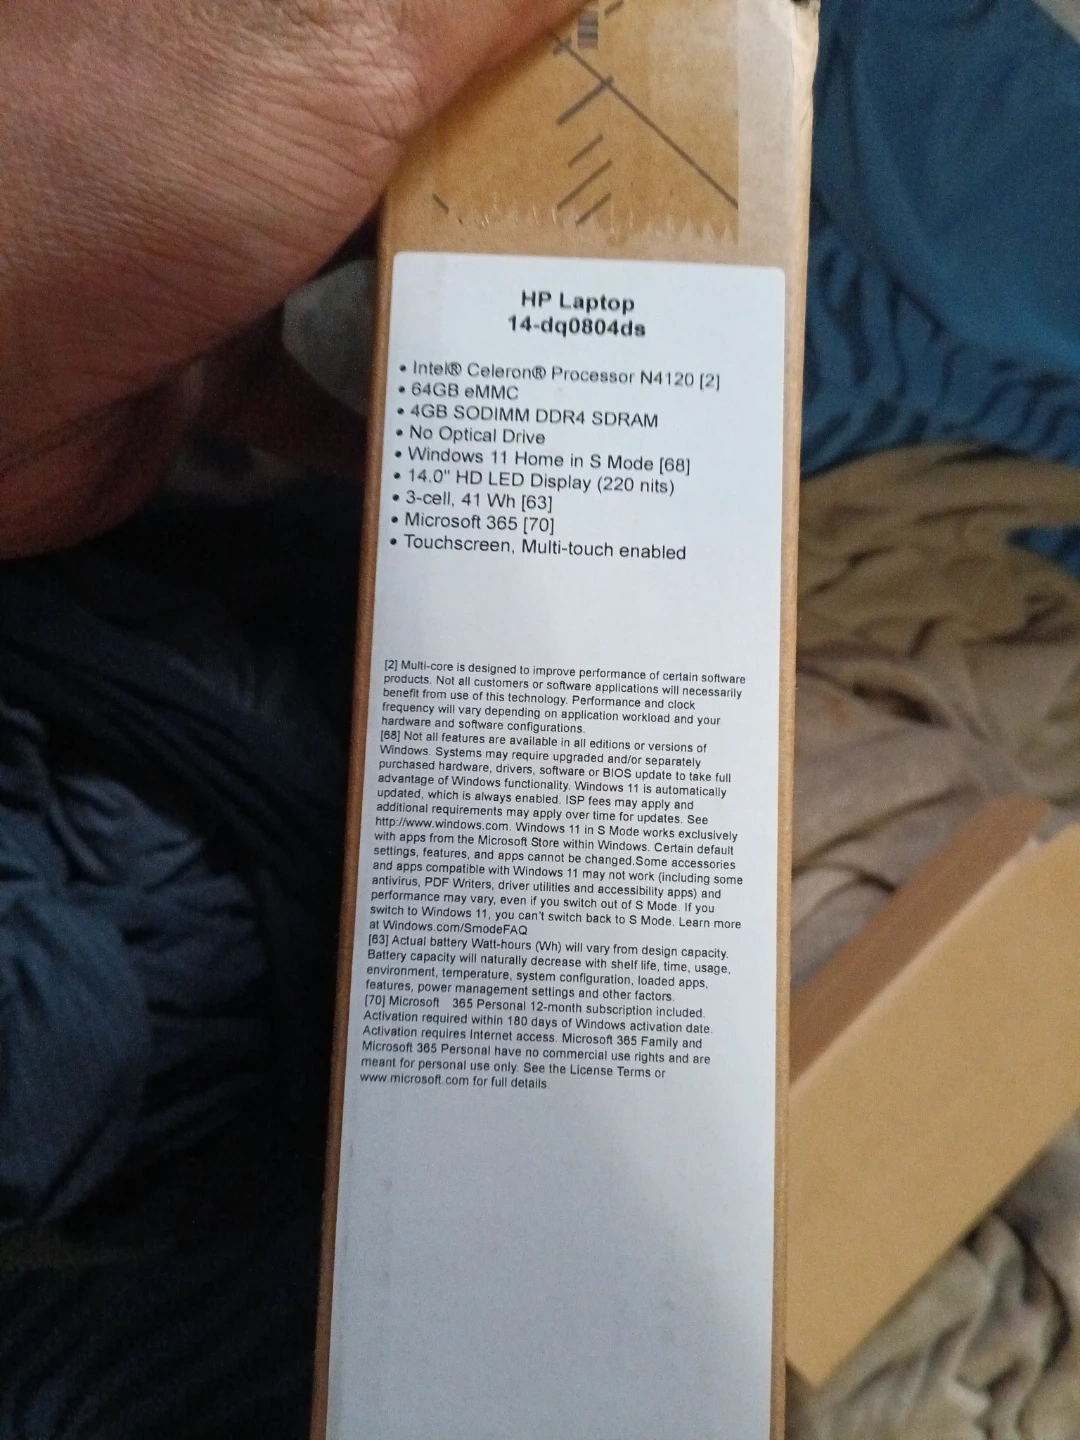 HP Laptop
14-dq0804ds
• Intel® Celeron® Processor N4120 [2]
• 64GB eMMC
• 4GB SODIMM DDR4 SDRAM
• No Optical Drive
• Windows 11 Home in S Mode [68]
• 14.0" HD LED Display (220 nits)
• 3-cell, 41 Wh [63]
• Microsoft 365 [70]
• Touchscreen, Multi-touch enabled
[2] Multi-core is designed to improve performance of certain software
products. Not all customers or software applications will necessarily
benefit from use of this technology. Performance and clock
frequency will vary depending on application workload and your
hardware and software configurations.
[68] Not all features are available in all editions or versions of
Windows. Systems may require upgraded and/or separately
purchased hardware, drivers, software or BIOS update to take full
advantage of Windows functionality. Windows 11 is automatically
updated, which is always enabled. ISP fees may apply and
additional requirements may apply over time for updates. See
http://www.windows.com. Windows 11 in S Mode works exclusively
with apps from the Microsoft Store within Windows. Certain default
settings, features, and apps cannot be changed.Some accessories
and apps compatible with Windows 11 may not work (including some
antivirus, PDF Writers, driver utilities and accessibility apps) and
performance may vary, even if you switch out of S Mode. If you
switch to Windows 11, you can't switch back to S Mode. Learn more
at Windows.com/SmodeFAQ
[63] Actual battery Watt-hours (Wh) will vary from design capacity.
Battery capacity will naturally decrease with shelf life, time, usage,
environment, temperature, system configuration, loaded apps,
features, power management settings and other factors.
[70] Microsoft 365 Personal 12-month subscription included.
Activation required within 180 days of Windows activation date.
Activation requires Internet access. Microsoft 365 Family and
Microsoft 365 Personal have no commercial use rights and are
meant for personal use only. See the License Terms or
www.microsoft.com for full details.